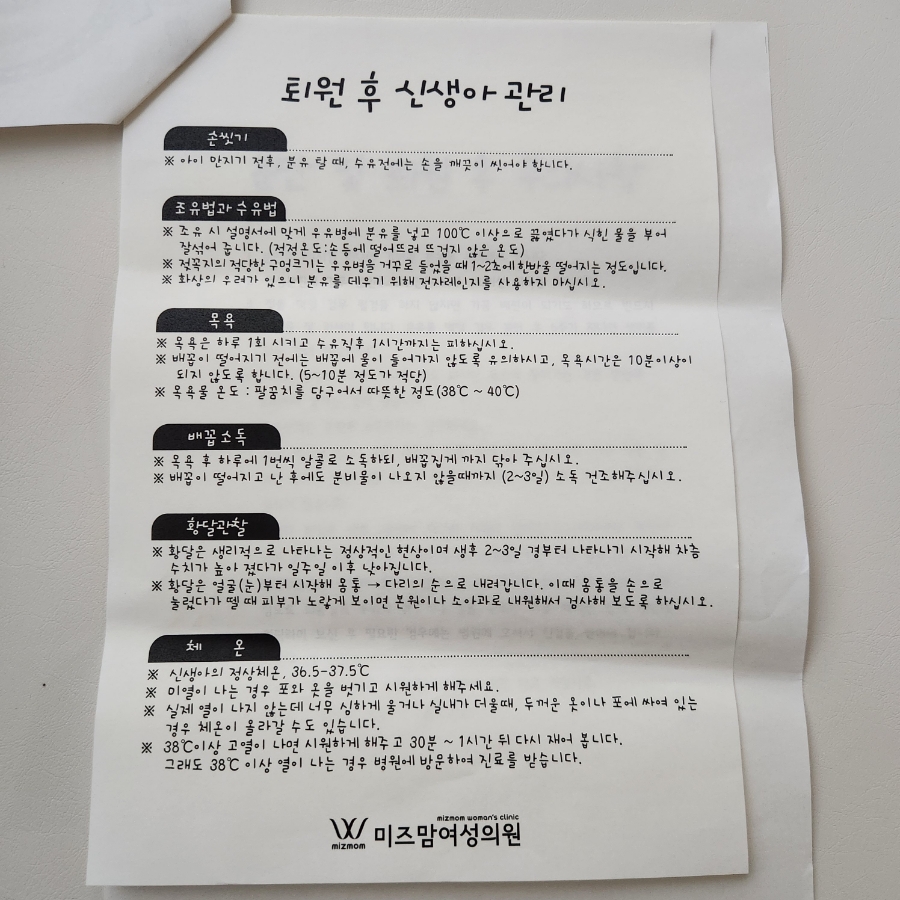 퇴원 후 신생아 관리
손씻기
※ 아이 만지기 전후, 분유 탈 때, 수유전에는 손을 깨끗이 씻어야 합니다.
조유법과 수유법
※ 조유 시 설명서에 맞게 우유병에 분유를 넣고 100℃ 이상으로 끓였다가 식힌 물을 부어
잘섞어 줍니다. (적정온도:손등에 떨어뜨려 뜨겁지 않은 온도)
※ 젖꼭지의 적당한 구멍크기는 우유병을 거꾸로 들었을 때 1~2초에 한방울 떨어지는 정도입니다.
※ 화상의 우려가 있으니 분유를 데우기 위해 전자레인지를 사용하지 마십시오.
목욕
※ 목욕은 하루 1회 시키고 수유직후 1시간까지는 피하십시오.
※ 배꼽이 떨어지기 전에는 배꼽에 물이 들어가지 않도록 유의하시고, 목욕시간은 10분이상이
되지 않도록 합니다. (5~10분 정도가 적당)
※ 목욕물 온도 : 팔꿈치를 담구어서 따뜻한 정도(38℃ ~ 40℃)
배꼽소독
※ 목욕 후 하루에 1번씩 알콜로 소독하되, 배꼽집게 까지 닦아 주십시오.
※ 배꼽이 떨어지고 난 후에도 분비물이 나오지 않을때까지 (2~3일) 소독 건조해주십시오.
황달관찰
※ 황달은 생리적으로 나타나는 정상적인 현상이며 생후 2~3일 경부터 나타나기 시작해 차츰
수치가 높아 졌다가 일주일 이후 낮아집니다.
※ 황달은 얼굴(눈)부터 시작해 몸통 → 다리의 순으로 내려갑니다. 이때 몸통을 손으로
눌렀다가 뗄 때 피부가 노랗게 보이면 본원이나 소아과로 내원해서 검사해 보도록 하십시오.
체 온
※ 신생아의 정상체온, 36.5-37.5℃
※ 미열이 나는 경우 포와 옷을 벗기고 시원하게 해주세요.
※ 실제 열이 나지 않는데 너무 심하게 울거나 실내가 더울때, 두꺼운 옷이나 포에 싸여 있는
경우 체온이 올라갈 수도 있습니다.
※ 38℃이상 고열이 나면 시원하게 해주고 30분 ~ 1시간 뒤 다시 재어 봅니다.
그래도 38℃ 이상 열이 나는 경우 병원에 방문하여 진료를 받습니다.
mizmom woman's clinic
mizmom 미즈맘여성의원